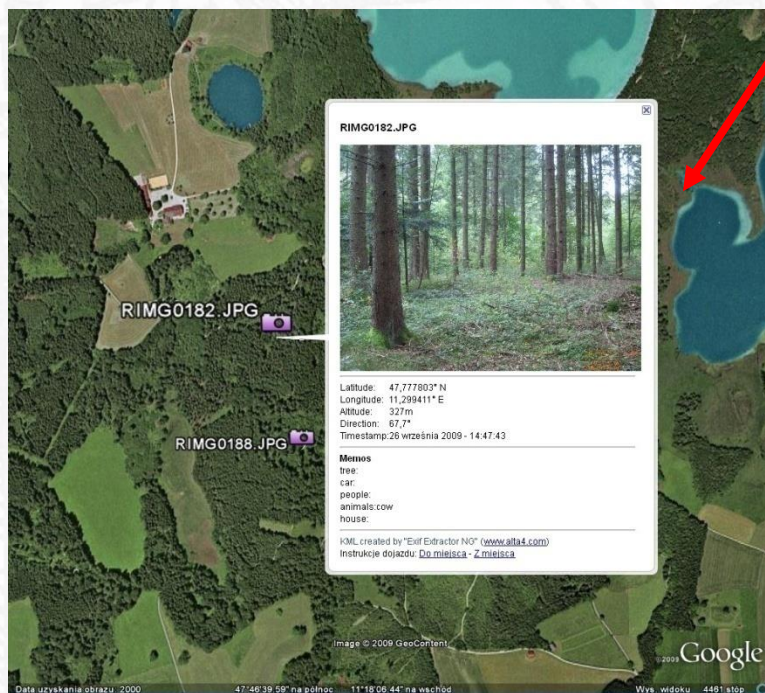 RIMG0182.JPG
Latitude: 47,777803° N
Longitude: 11,299411° E
Altitude: 327m
Direction: 67,7°
Timestamp:26 września 2009 - 14:47:43
Memos
tree:
car:
people:
animals:cow
house:
KML created by "Exif Extractor NG" (www.alta4.com)
Instrukcje dojazdu: Do miejsca - Z miejsca
RIMG0182.JPG
RIMG0188.JPG
Image © 2009 GeoContent
©2009 Google
Data uzyskania obrazu: 2000 47°46'39.59" na północ 11°18'06.44" na wschód Wys. widoku 4461 stop